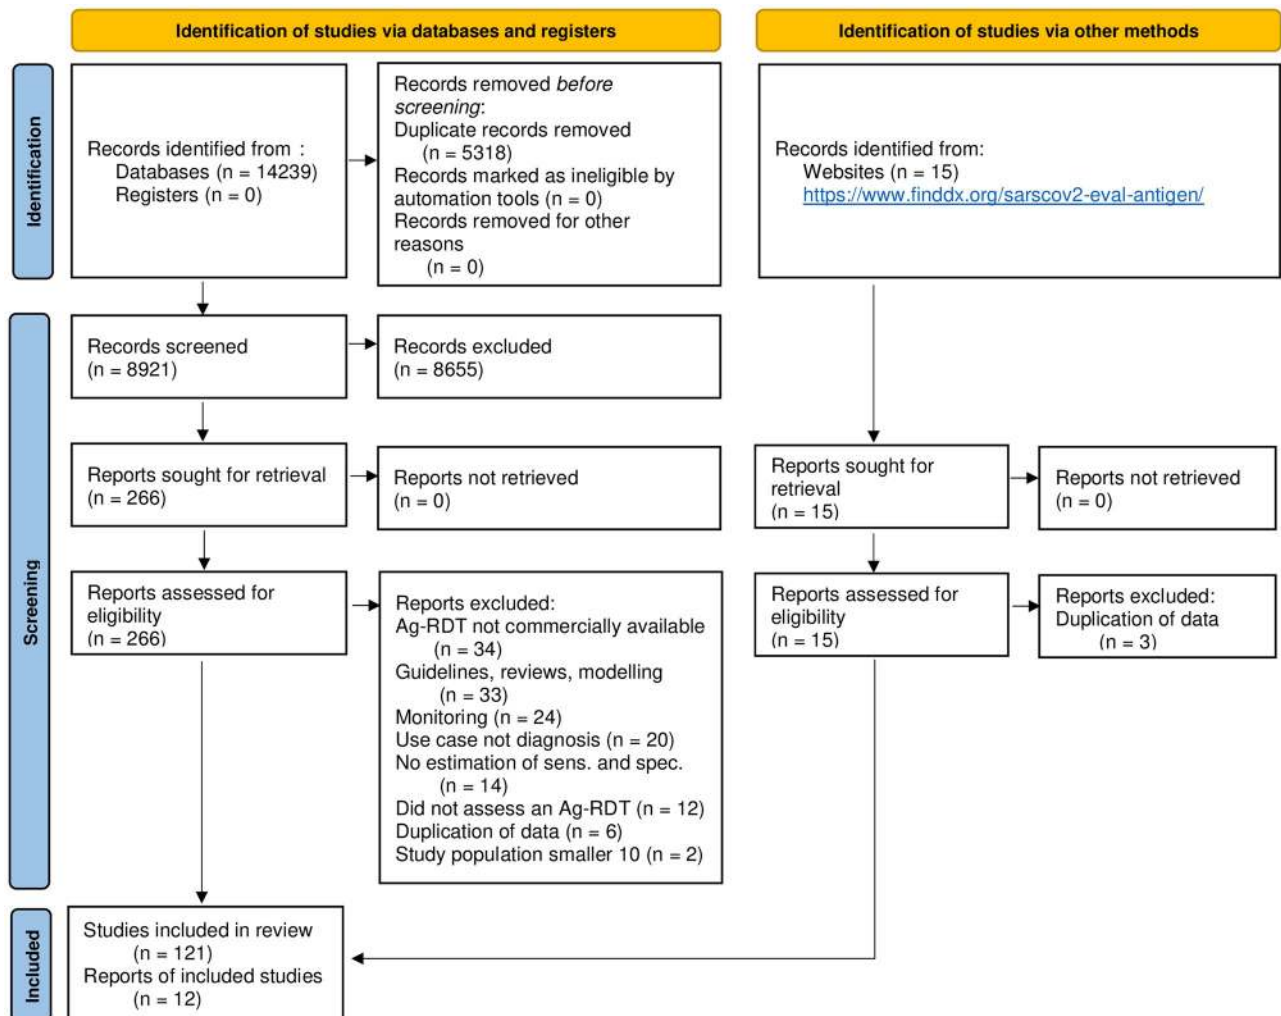 Identification of studies via databases and registers
Identification of studies via other methods
Identification
Records identified from :
Databases (n = 14239)
Registers (n = 0)
Records removed before
screening:
Duplicate records removed
(n = 5318)
Records marked as ineligible by
automation tools (n = 0)
Records removed for other
reasons
(n = 0)
Records identified from:
Websites (n = 15)
https://www.finddx.org/sarscov2-eval-antigen/
Screening
Records screened
(n = 8921)
Records excluded
(n = 8655)
Reports sought for retrieval
(n = 266)
Reports not retrieved
(n = 0)
Reports sought for
retrieval
(n = 15)
Reports not retrieved
(n = 0)
Reports assessed for
eligibility
(n = 266)
Reports excluded:
Ag-RDT not commercially available
(n = 34)
Guidelines, reviews, modelling
(n = 33)
Monitoring (n = 24)
Use case not diagnosis (n = 20)
No estimation of sens. and spec.
(n = 14)
Did not assess an Ag-RDT (n = 12)
Duplication of data (n = 6)
Study population smaller 10 (n = 2)
Reports assessed for
eligibility
(n = 15)
Reports excluded:
Duplication of data
(n = 3)
Included
Studies included in review
(n = 121)
Reports of included studies
(n = 12)